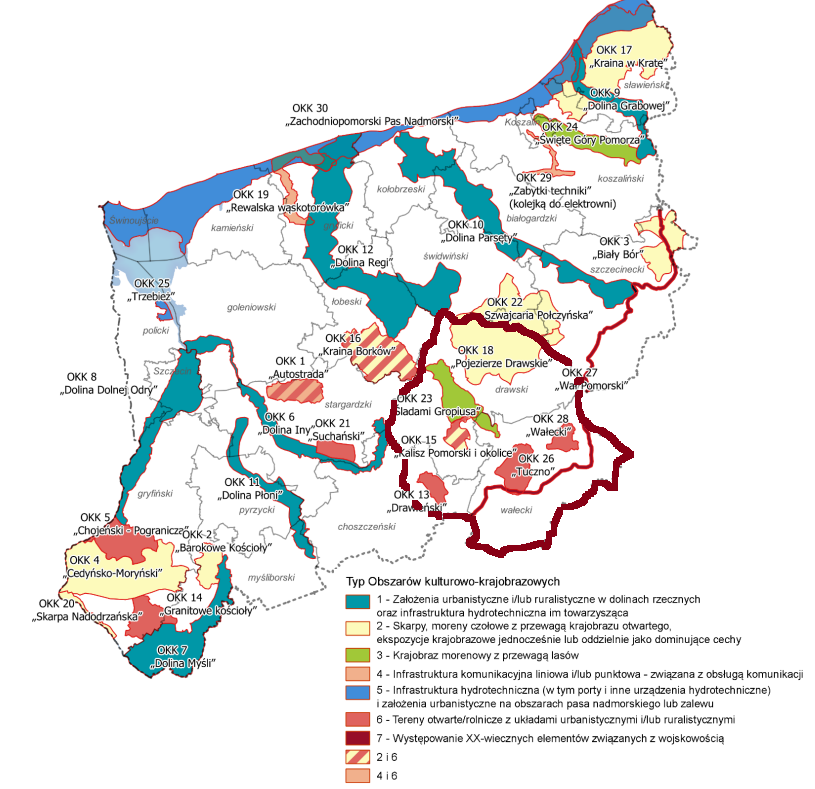 OKK 17
„Kraina w Kratę"
sławieński
OKK 9
„Dolina Grabowej"
OKK 30
„Zachodniopomorski Pas Nadmorski"
Koszalin
OKK 24
„Święte Góry Pomorza"
koszaliński
OKK 29
„Zabytki techniki"
(kolejką do elektrowni)
kołobrzeski
białogardzki
OKK 19
„Rewalska wąskotorówka"
Świnoujście
kamieński
gryficki
OKK 10
„Dolina Parsęty"
OKK 3
„Biały Bór"
szczecinecki
OKK 12
„Dolina Regi"
świdwiński
OKK 25
„Trzebież"
goleniowski
łobeski
OKK 22
„Szwajcaria Połczyńska"
policki
OKK 16
„Kraina Borków"
OKK 18
„Pojezierze Drawskie"
OKK 1
„Autostrada"
OKK 8
„Dolina Dolnej Odry"
Szczecin
OKK 27
„Wał Pomorski"
drawski
stargardzki
OKK 23
„Śladami Gropiusa"
OKK 6
„Dolina Iny"
OKK 21
„Suchański"
OKK 28
„Wałecki"
OKK 15
„Kalisz Pomorski i okolice"
OKK 26
„Tuczno"
OKK 11
„Dolina Płoni"
gryfiński
pyrzycki
OKK 13
„Drawieński"
wałecki
OKK 5
„Chojeński - Pogranicza"
choszczeński
OKK 2
„Barokowe Kościoły"
OKK 4
„Cedyńsko-Moryński"
myśliborski
OKK 20
„Skarpa Nadodrzańska"
OKK 14
„Granitowe kościoły"
OKK 7
„Dolina Myśli"
Typ Obszarów kulturowo-krajobrazowych
1 - Założenia urbanistyczne i/lub ruralistyczne w dolinach rzecznych
oraz infrastruktura hydrotechniczna im towarzysząca
2 - Skarpy, moreny czołowe z przewagą krajobrazu otwartego,
ekspozycje krajobrazowe jednocześnie lub oddzielnie jako dominujące cechy
3 - Krajobraz morenowy z przewagą lasów
4 - Infrastruktura komunikacyjna liniowa i/lub punktowa - związana z obsługą komunikacji
5 - Infrastruktura hydrotechniczna (w tym porty i inne urządzenia hydrotechniczne)
i założenia urbanistyczne na obszarach pasa nadmorskiego lub zalewu
6 - Tereny otwarte/rolnicze z układami urbanistycznymi i/lub ruralistycznymi
7 - Występowanie XX-wiecznych elementów związanych z wojskowością
2 i 6
4 i 6